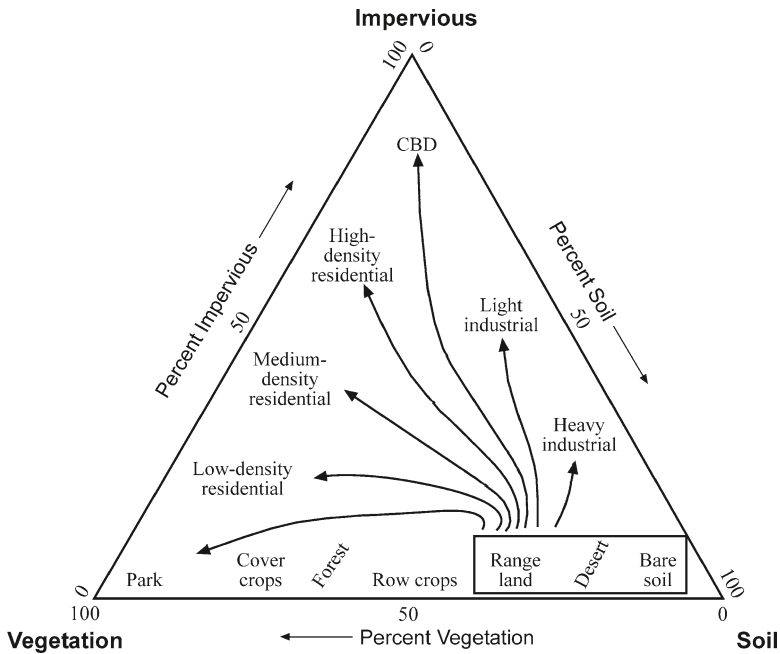 Impervious
100
0
CBD
High-
density
residential
Percent Impervious
Percent Soil
50
50
Light
industrial
Medium-
density
residential
Heavy
industrial
Low-density
residential
Park
Cover
crops
Forest
Row crops
Range
land
Desert
Bare
soil
0
100
100
50
0
Vegetation
Percent Vegetation
Soil